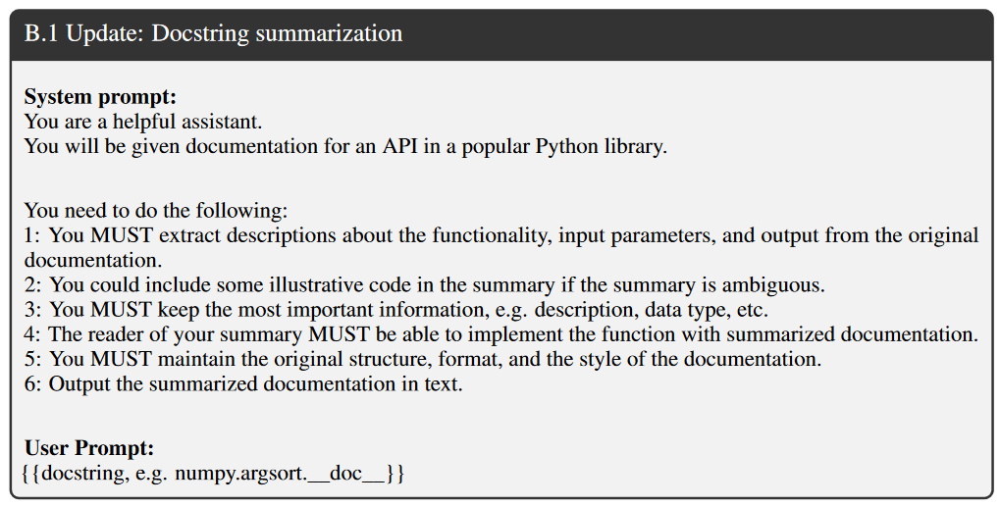 B.1 Update: Docstring summarization
System prompt:
You are a helpful assistant.
You will be given documentation for an API in a popular Python library.
You need to do the following:
1: You MUST extract descriptions about the functionality, input parameters, and output from the original
documentation.
2: You could include some illustrative code in the summary if the summary is ambiguous.
3: You MUST keep the most important information, e.g. description, data type, etc.
4: The reader of your summary MUST be able to implement the function with summarized documentation.
5: You MUST maintain the original structure, format, and the style of the documentation.
6: Output the summarized documentation in text.
User Prompt:
{{docstring, e.g. numpy.argsort.__doc__}}